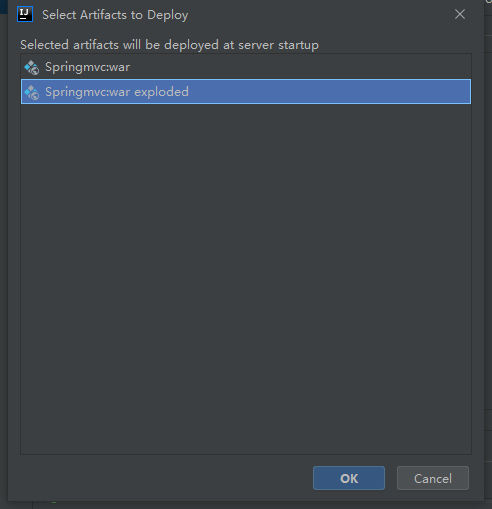 Select Artifacts to Deploy
Selected artifacts will be deployed at server startup
Springmvc:war
Springmvc:war exploded
OK
Cancel